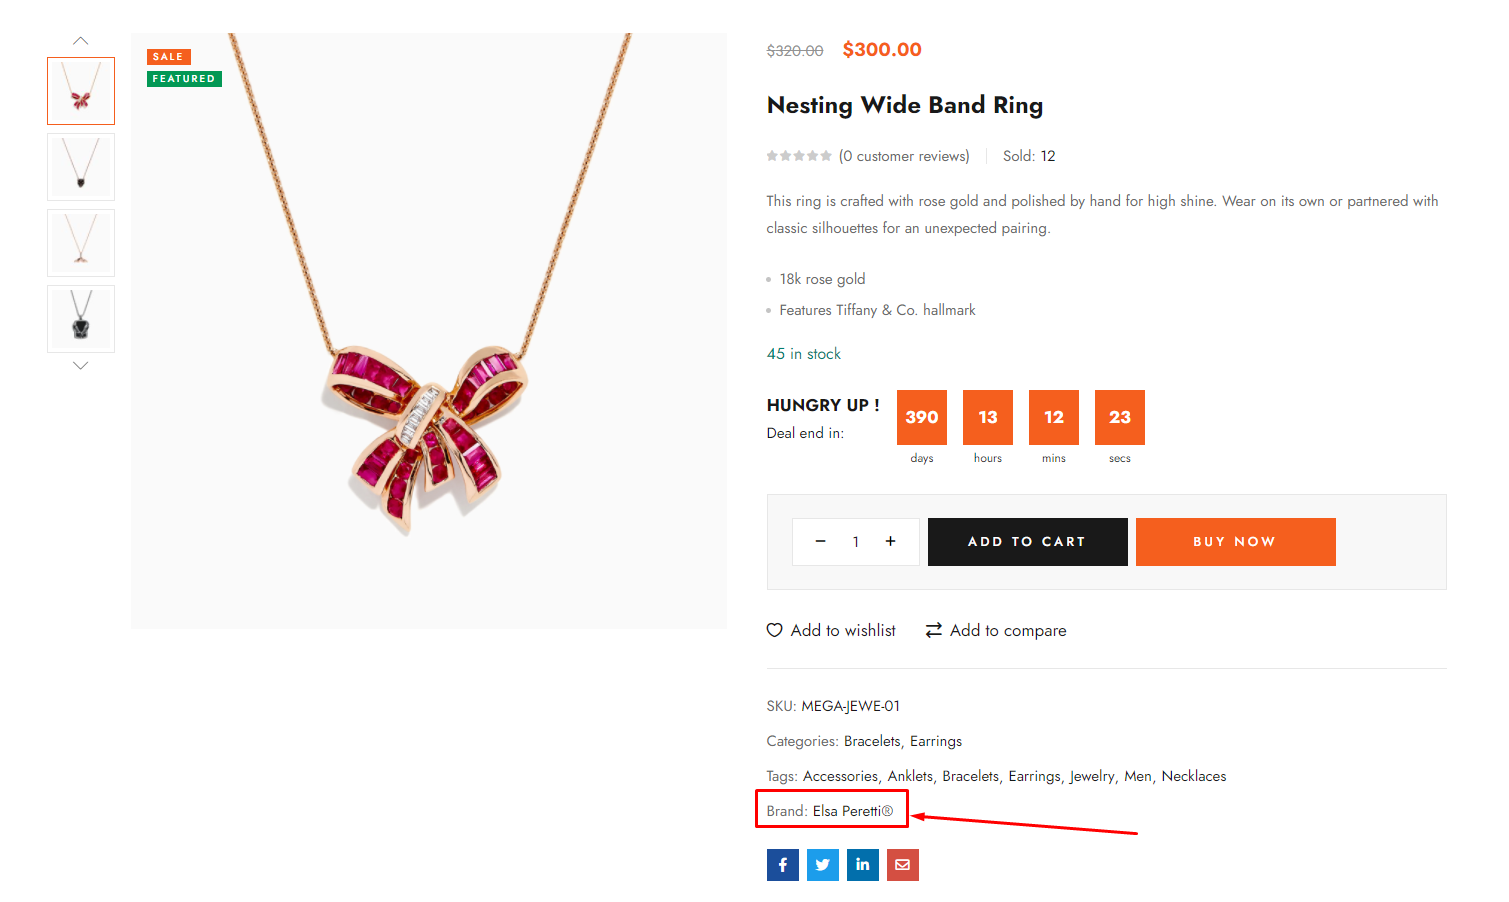 SALE
FEATURED
$320.00 $300.00
Nesting Wide Band Ring
(0 customer reviews) Sold: 12
This ring is crafted with rose gold and polished by hand for high shine. Wear on its own or partnered with
classic silhouettes for an unexpected pairing.
18k rose gold
Features Tiffany & Co. hallmark
45 in stock
HUNGRY UP !
Deal end in:
390 13 12 23
days hours mins secs
− 1 + ADD TO CART BUY NOW
Add to wishlist Add to compare
SKU: MEGA-JEWE-01
Categories: Bracelets, Earrings
Tags: Accessories, Anklets, Bracelets, Earrings, Jewelry, Men, Necklaces
Brand: Elsa Peretti®